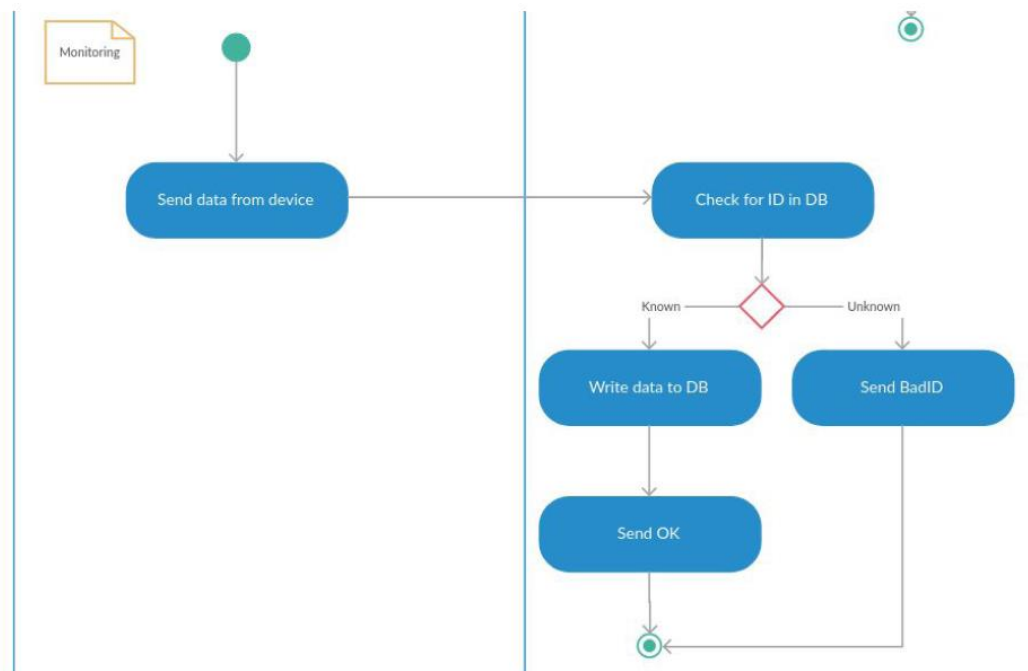 Monitoring
Send data from device
Check for ID in DB
Known
Unknown
Write data to DB
Send BadID
Send OK